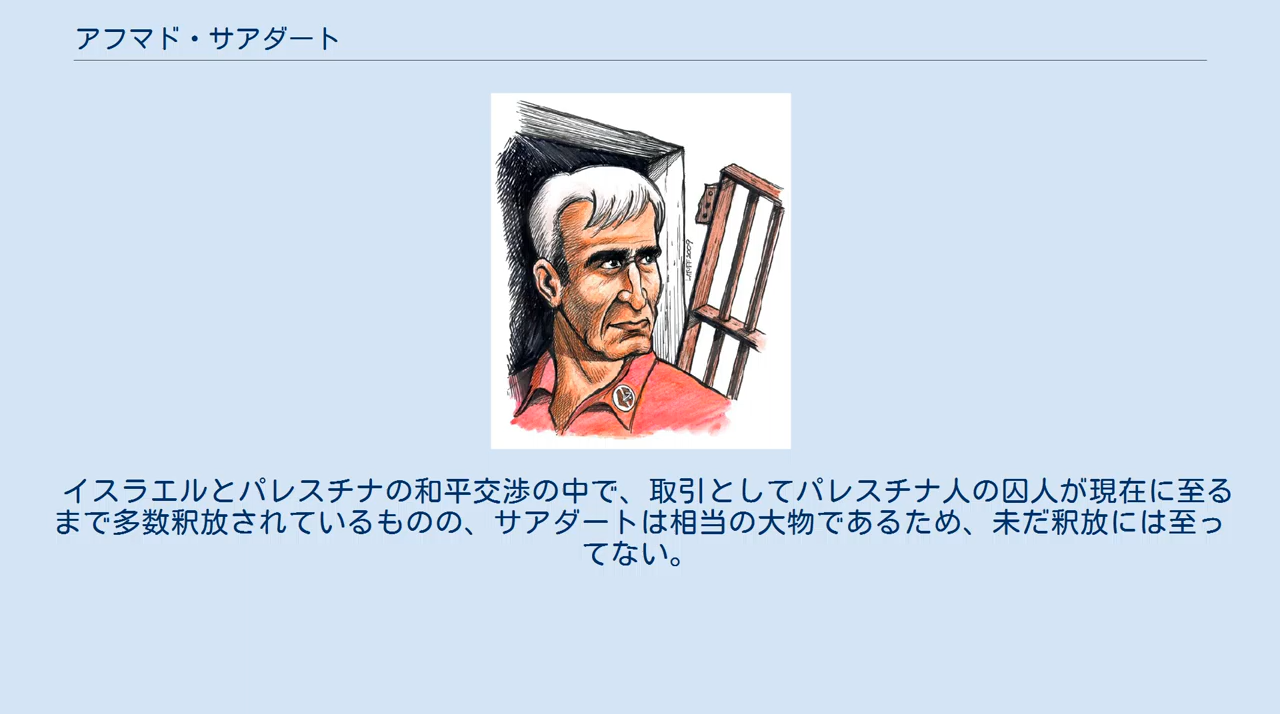 アフマド・サアダート
LATUFF 2009
イスラエルとパレスチナの和平交渉の中で、取引としてパレスチナ人の囚人が現在に至る
まで多数釈放されているものの、サアダートは相当の大物であるため、未だ釈放には至っ
てない。